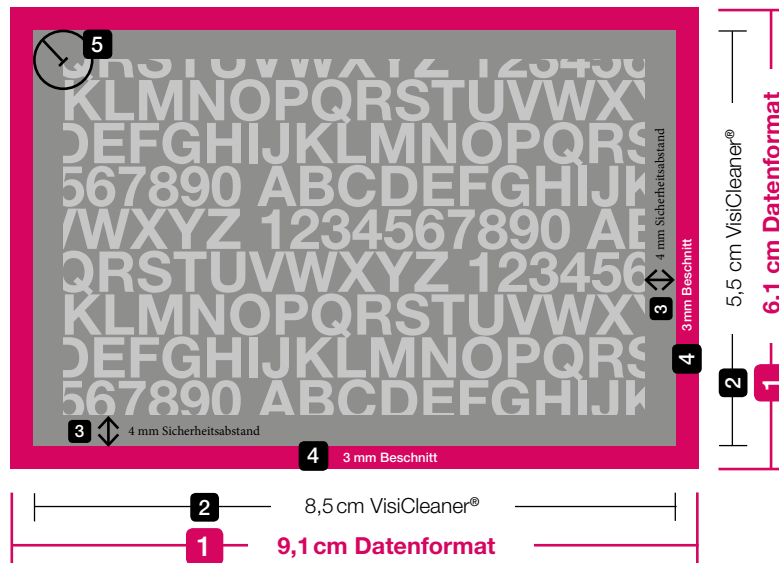 5
QRSTUVWXYZ 123456
KLMNOPQRSTUVWXY
DEFGHIJKLMNOPQRS
567890 ABCDEFGHIJK
VWXYZ 1234567890 AB
QRSTUVWXYZ 123456
KLMNOPQRSTUVWXY
DEFGHIJKLMNOPQRS
567890 ABCDEFGHIJK
3 4 mm Sicherheitsabstand
4 3 mm Beschnitt
3 4 mm Sicherheitsabstand
4 3 mm Beschnitt
2 5,5 cm VisiCleaner®
1 6,1 cm Datenformat
2 8,5 cm VisiCleaner®
1 9,1 cm Datenformat